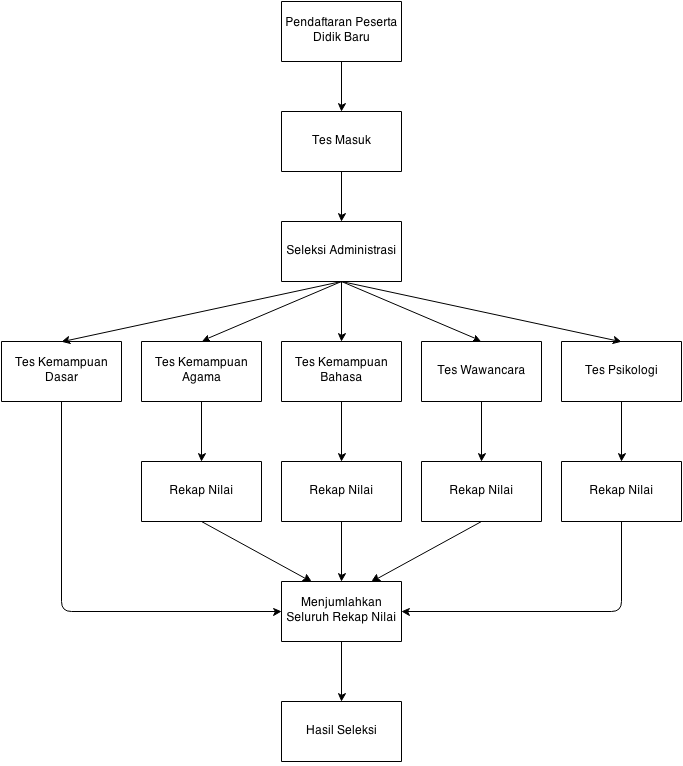 Pendaftaran Peserta
Didik Baru
Tes Masuk
Seleksi Administrasi
Tes Kemampuan
Dasar
Tes Kemampuan
Agama
Tes Kemampuan
Bahasa
Tes Wawancara
Tes Psikologi
Rekap Nilai
Rekap Nilai
Rekap Nilai
Rekap Nilai
Menjumlahkan
Seluruh Rekap Nilai
Hasil Seleksi